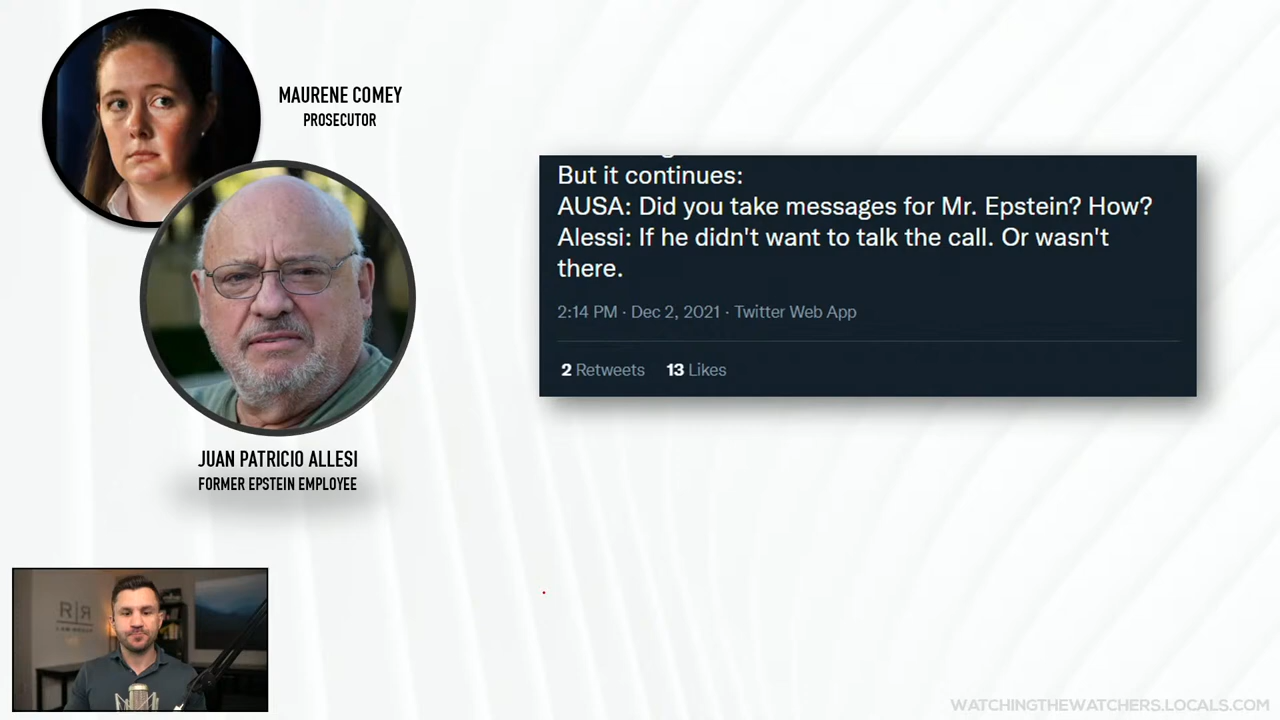 MAURENE COMEY
PROSECUTOR
But it continues:
AUSA: Did you take messages for Mr. Epstein? How?
Alessi: If he didn't want to talk the call. Or wasn't
there.
2:14 PM · Dec 2, 2021 · Twitter Web App
2 Retweets 13 Likes
JUAN PATRICIO ALLESI
FORMER EPSTEIN EMPLOYEE
R|R
WATCHINGTHEWATCHERS.LOCALS.COM